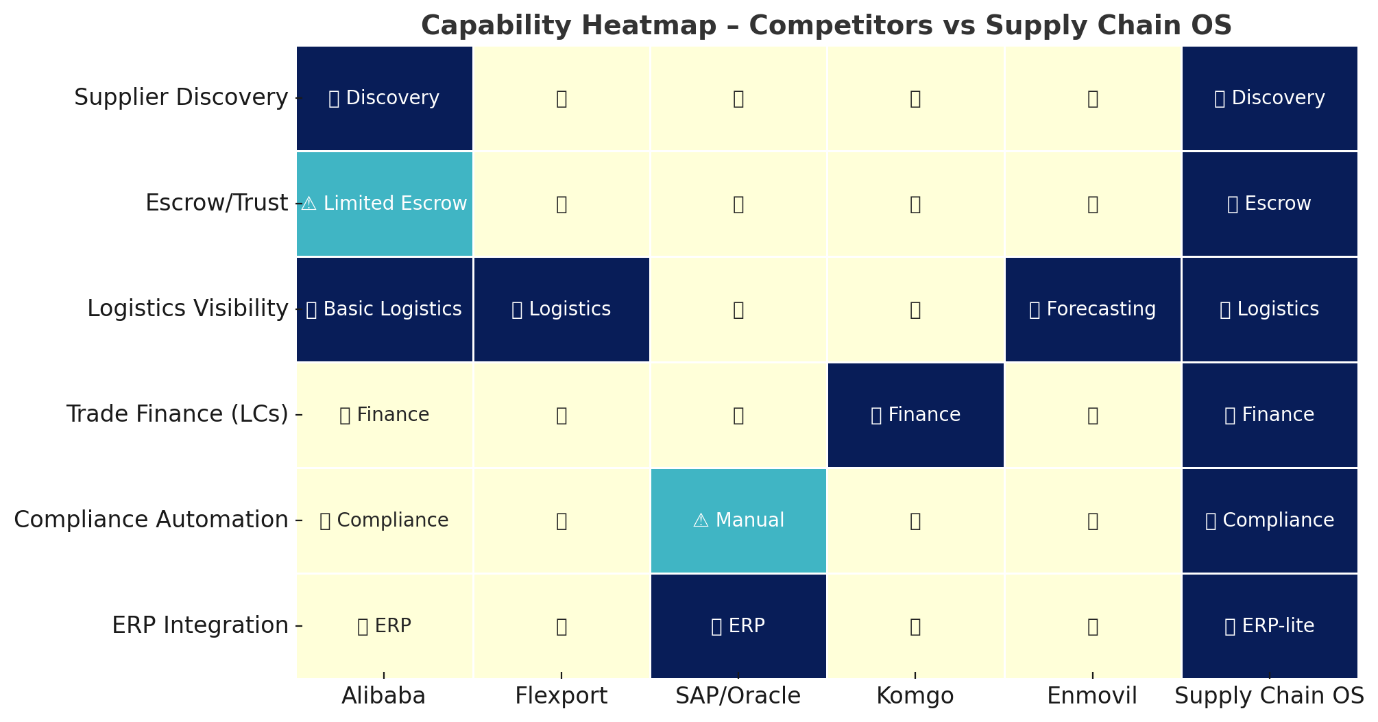 Capability Heatmap – Competitors vs Supply Chain OS
Supplier Discovery
▯ Discovery
▯
▯
▯
▯
▯ Discovery
Escrow/Trust
⚠ Limited Escrow
▯
▯
▯
▯
▯ Escrow
Logistics Visibility
▯ Basic Logistics
▯ Logistics
▯
▯
▯ Forecasting
▯ Logistics
Trade Finance (LCs)
▯ Finance
▯
▯
▯ Finance
▯
▯ Finance
Compliance Automation
▯ Compliance
▯
⚠ Manual
▯
▯
▯ Compliance
ERP Integration
▯ ERP
▯
▯ ERP
▯
▯
▯ ERP-lite
Alibaba
Flexport
SAP/Oracle
Komgo
Enmovil
Supply Chain OS